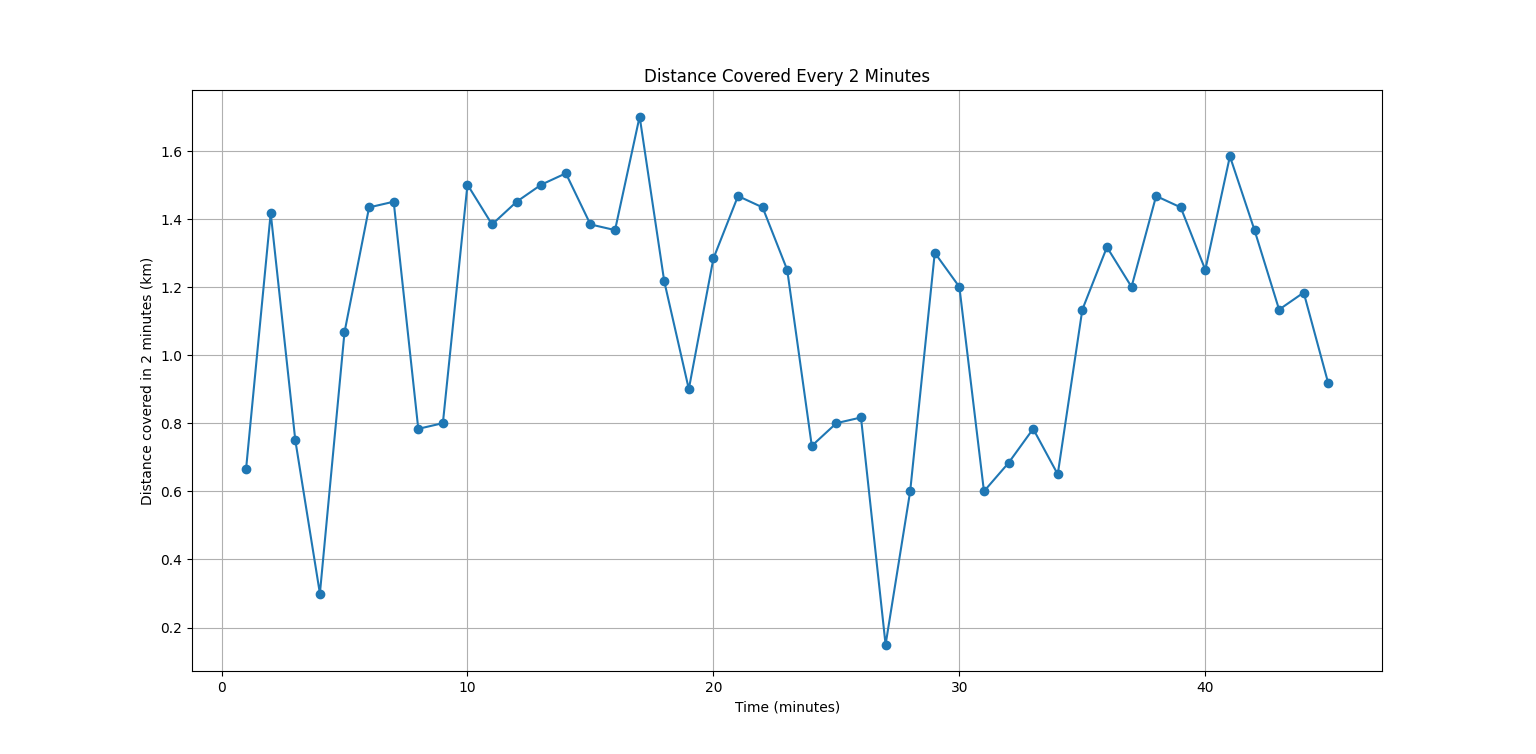 Distance Covered Every 2 Minutes
Distance covered in 2 minutes (km)
1.6
1.4
1.2
1.0
0.8
0.6
0.4
0.2
0 10 20 30 40
Time (minutes)